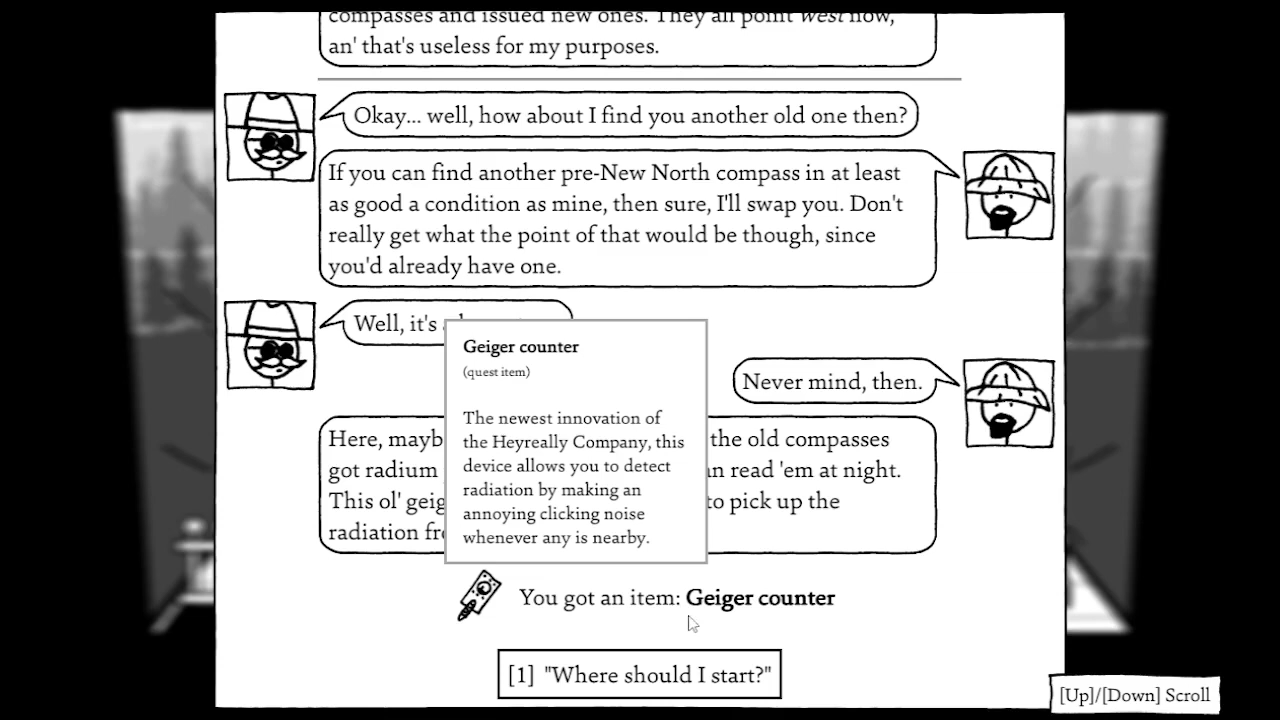 compasses and issued new ones. They all point west now,
an' that's useless for my purposes.
Okay... well, how about I find you another old one then?
If you can find another pre-New North compass in at least
as good a condition as mine, then sure, I'll swap you. Don't
really get what the point of that would be though, since
you'd already have one.
Well, it's
Never mind, then.
Here, the old compasses
got radium read 'em at night.
This ol' to pick up the
radiation
Geiger counter
(quest item)
The newest innovation of
the Heyreally Company, this
device allows you to detect
radiation by making an
annoying clicking noise
whenever any is nearby.
You got an item: Geiger counter
[1] "Where should I start?"
[Up]/[Down] Scroll